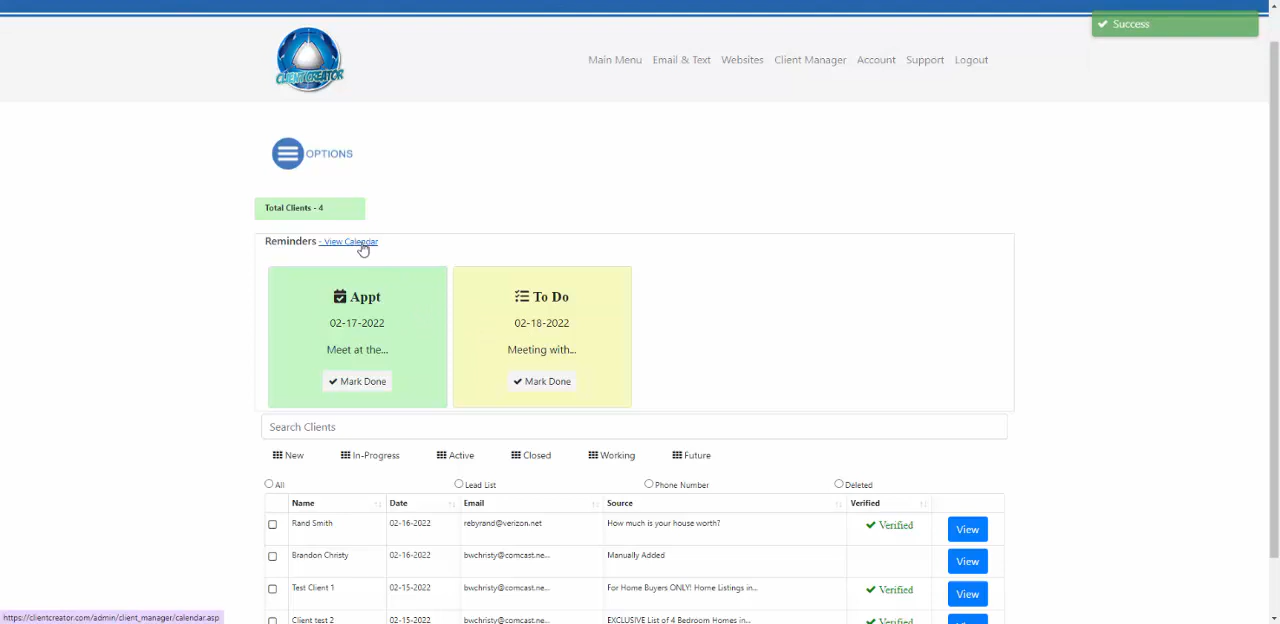 Success
CLIENT CREATOR
Main Menu Email & Text Websites Client Manager Account Support Logout
OPTIONS
Total Clients - 4
Reminders - View Calendar
Appt
02-17-2022
Meet at the...
Mark Done
To Do
02-18-2022
Meeting with...
Mark Done
Search Clients
New In-Progress Active Closed Working Future
All Lead List Phone Number Deleted
Name Date Email Source Verified
Rand Smith 02-16-2022 rebyrand@verizon.net How much is your house worth? Verified View
Brandon Christy 02-16-2022 bwchristy@comcast.ne... Manually Added View
Test Client 1 02-15-2022 bwchristy@comcast.ne... For Home Buyers ONLY! Home Listings in... Verified View
Client test 2 02-15-2022 bwchristy@comcast.ne... EXCLUSIVE List of 4 Bedroom Homes in... Verified
https://clientcreator.com/admin/client_manager/calendar.asp